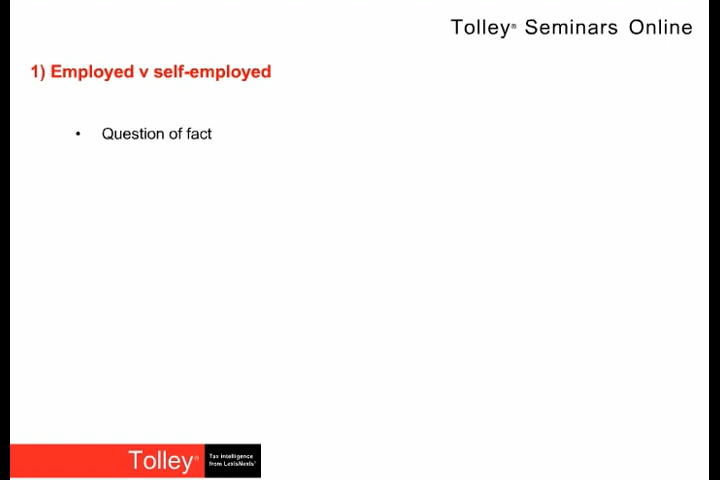 Tolley® Seminars Online
1) Employed v self-employed
• Question of fact
Tolley®
Tax intelligence
from LexisNexis®